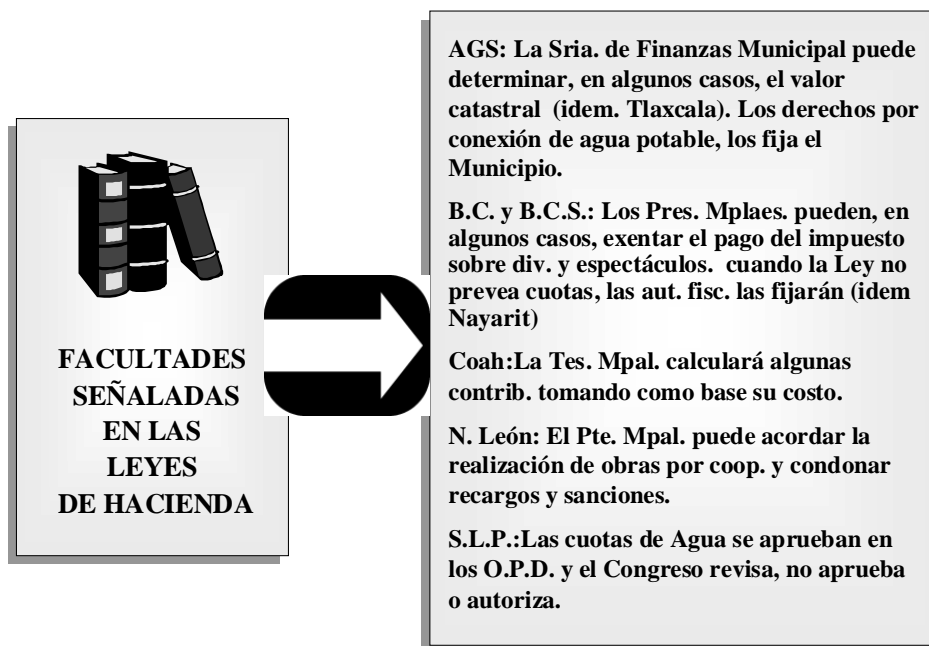 FACULTADES
SEÑALADAS
EN LAS
LEYES
DE HACIENDA
AGS: La Sria. de Finanzas Municipal puede
determinar, en algunos casos, el valor
catastral (idem. Tlaxcala). Los derechos por
conexión de agua potable, los fija el
Municipio.
B.C. y B.C.S.: Los Pres. Mplaes. pueden, en
algunos casos, exentar el pago del impuesto
sobre div. y espectáculos. cuando la Ley no
prevea cuotas, las aut. fisc. las fijarán (idem
Nayarit)
Coah:La Tes. Mpal. calculará algunas
contrib. tomando como base su costo.
N. León: El Pte. Mpal. puede acordar la
realización de obras por coop. y condonar
recargos y sanciones.
S.L.P.:Las cuotas de Agua se aprueban en
los O.P.D. y el Congreso revisa, no aprueba
o autoriza.